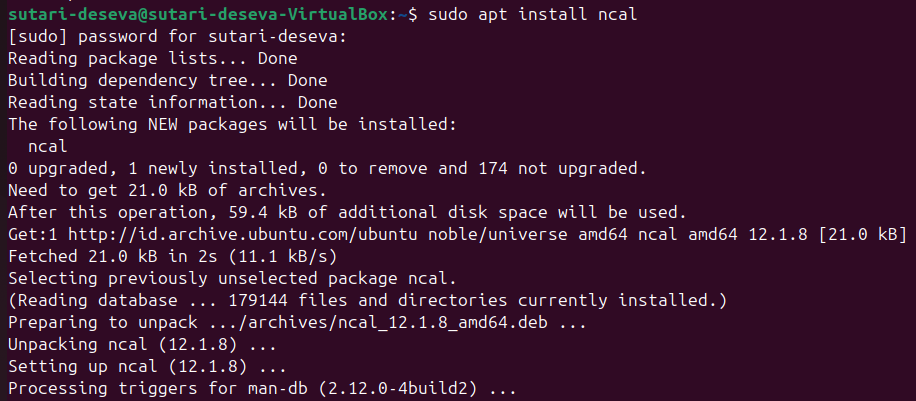 sutari-deseva@sutari-deseva-VirtualBox:~$ sudo apt install ncal
[sudo] password for sutari-deseva:
Reading package lists... Done
Building dependency tree... Done
Reading state information... Done
The following NEW packages will be installed:
  ncal
0 upgraded, 1 newly installed, 0 to remove and 174 not upgraded.
Need to get 21.0 kB of archives.
After this operation, 59.4 kB of additional disk space will be used.
Get:1 http://id.archive.ubuntu.com/ubuntu noble/universe amd64 ncal amd64 12.1.8 [21.0 kB]
Fetched 21.0 kB in 2s (11.1 kB/s)
Selecting previously unselected package ncal.
(Reading database ... 179144 files and directories currently installed.)
Preparing to unpack .../archives/ncal_12.1.8_amd64.deb ...
Unpacking ncal (12.1.8) ...
Setting up ncal (12.1.8) ...
Processing triggers for man-db (2.12.0-4build2) ...